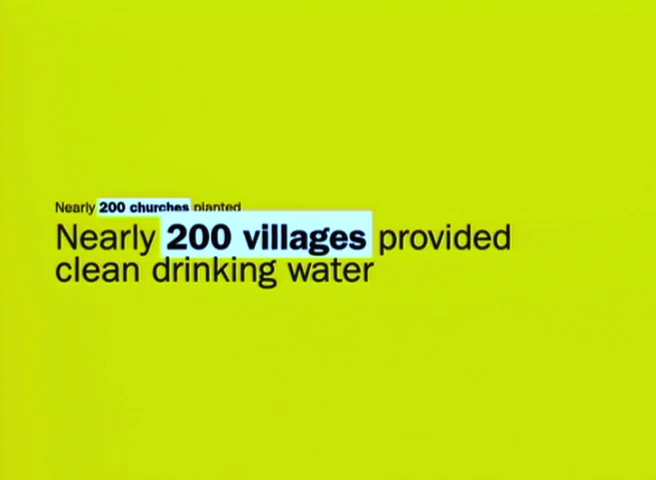 Nearly 200 churches planted
Nearly 200 villages provided
clean drinking water